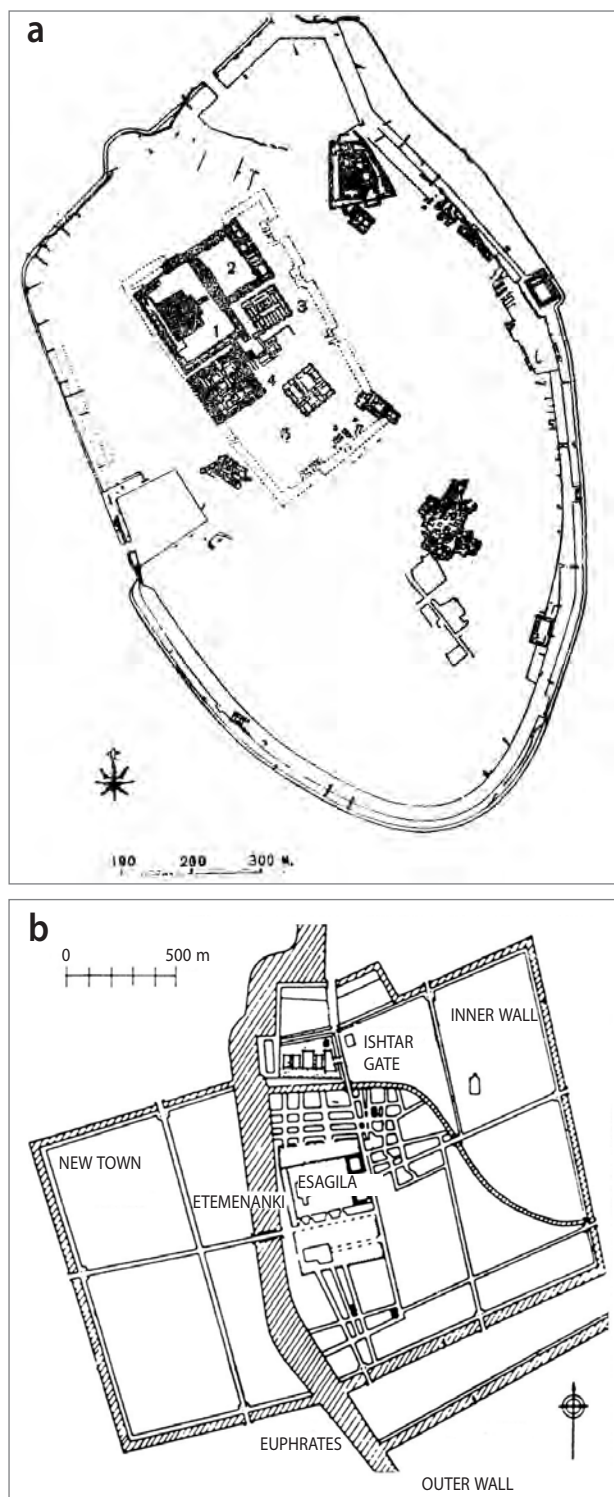 a
1
2
3
4
5
100 200 300 M.
b
0 500 m
INNER WALL
ISHTAR
GATE
NEW TOWN
ESAGILA
ETEMENANKI
EUPHRATES
OUTER WALL